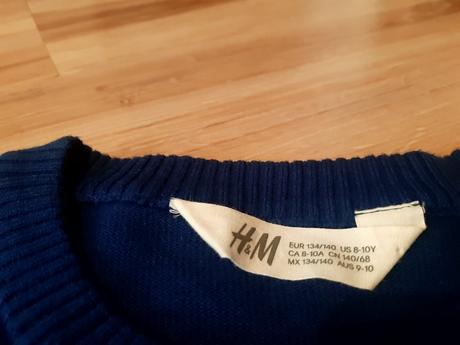 H&M
EUR 134/140 US 8-10Y
CA 8-10A CN 140/68
MX 134/140 AUS 9-10